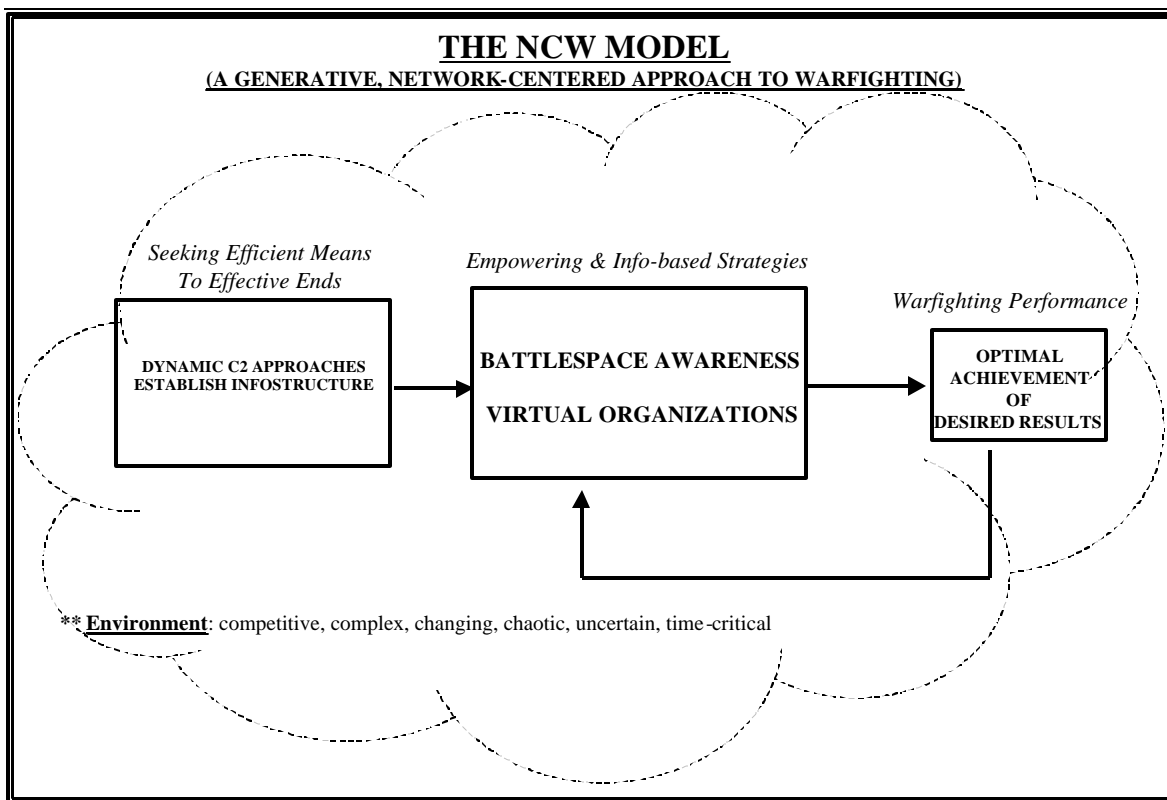 THE NCW MODEL
(A GENERATIVE, NETWORK-CENTERED APPROACH TO WARFIGHTING)
Seeking Efficient Means
To Effective Ends
DYNAMIC C2 APPROACHES
ESTABLISH INFOSTRUCTURE
Empowering & Info-based Strategies
BATTLESPACE AWARENESS
VIRTUAL ORGANIZATIONS
Warfighting Performance
OPTIMAL
ACHIEVEMENT
OF
DESIRED RESULTS
** Environment: competitive, complex, changing, chaotic, uncertain, time-critical